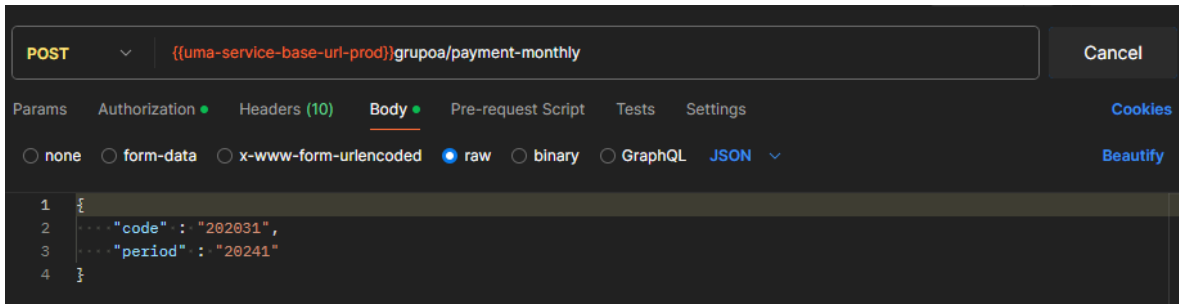 POST {{uma-service-base-url-prod}}grupoa/payment-monthly Cancel
Params Authorization Headers (10) Body Pre-request Script Tests Settings Cookies
none form-data x-www-form-urlencoded raw binary GraphQL JSON Beautify
1 {
2 "code" : "202031",
3 "period" : "20241"
4 }